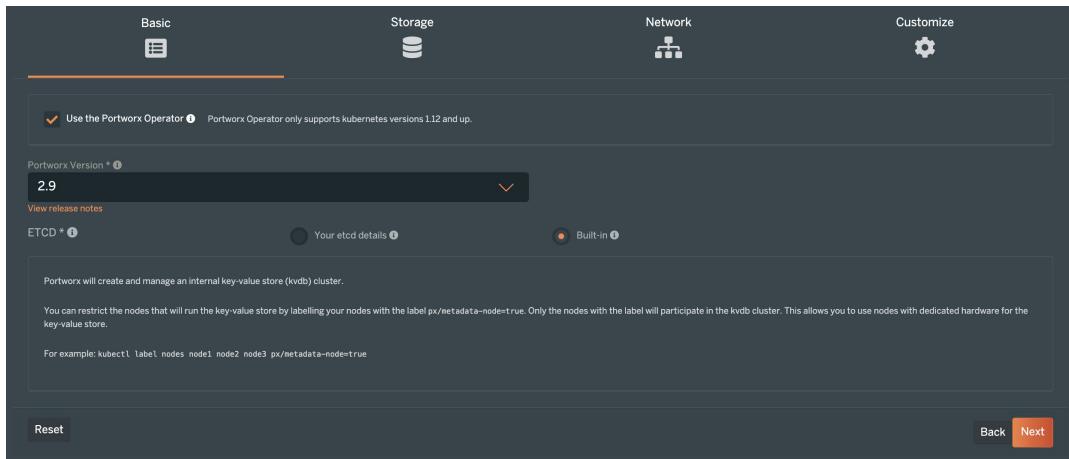 Basic
Storage
Network
Customize
Use the Portworx Operator
Portworx Operator only supports kubernetes versions 1.12 and up.
Portworx Version *
2.9
View release notes
ETCD *
Your etcd details
Built-in
Portworx will create and manage an internal key-value store (kvdb) cluster.
You can restrict the nodes that will run the key-value store by labelling your nodes with the label px/metadata-node=true. Only the nodes with the label will participate in the kvdb cluster. This allows you to use nodes with dedicated hardware for the
key-value store.
For example: kubectl label nodes node1 node2 node3 px/metadata-node=true
Reset
Back
Next